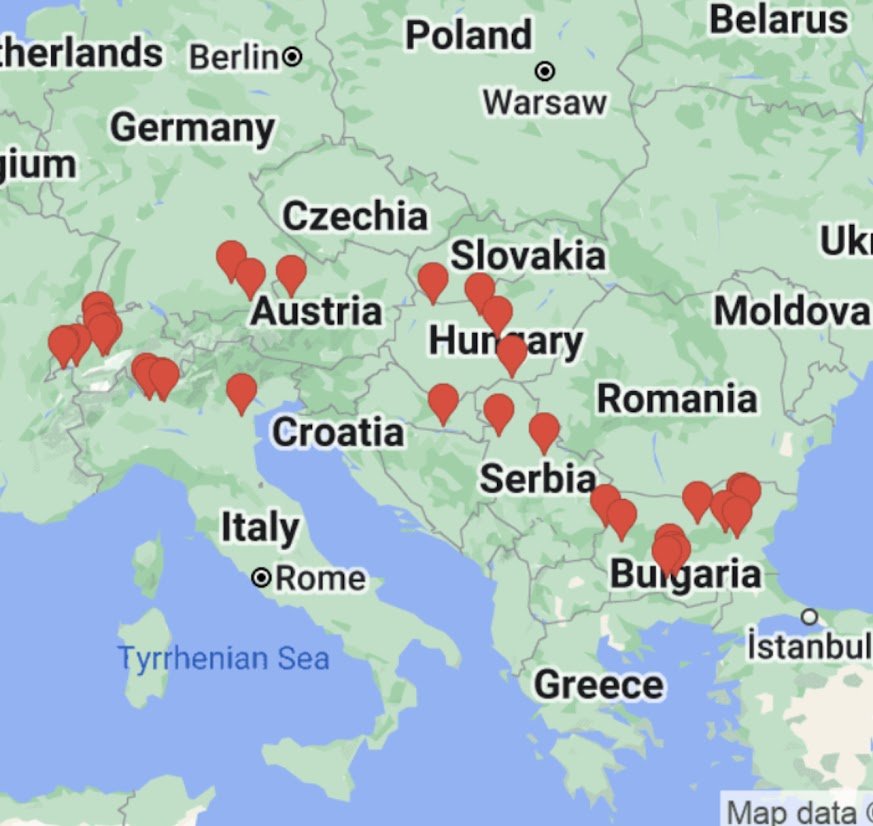 Belarus
Poland
therlands
Berlin
Warsaw
Germany
gium
Czechia
Slovakia
Ukr
Austria
Moldova
Hungary
Romania
Croatia
Serbia
Italy
Bulgaria
Rome
İstanbul
Tyrrhenian Sea
Greece
Map data ©